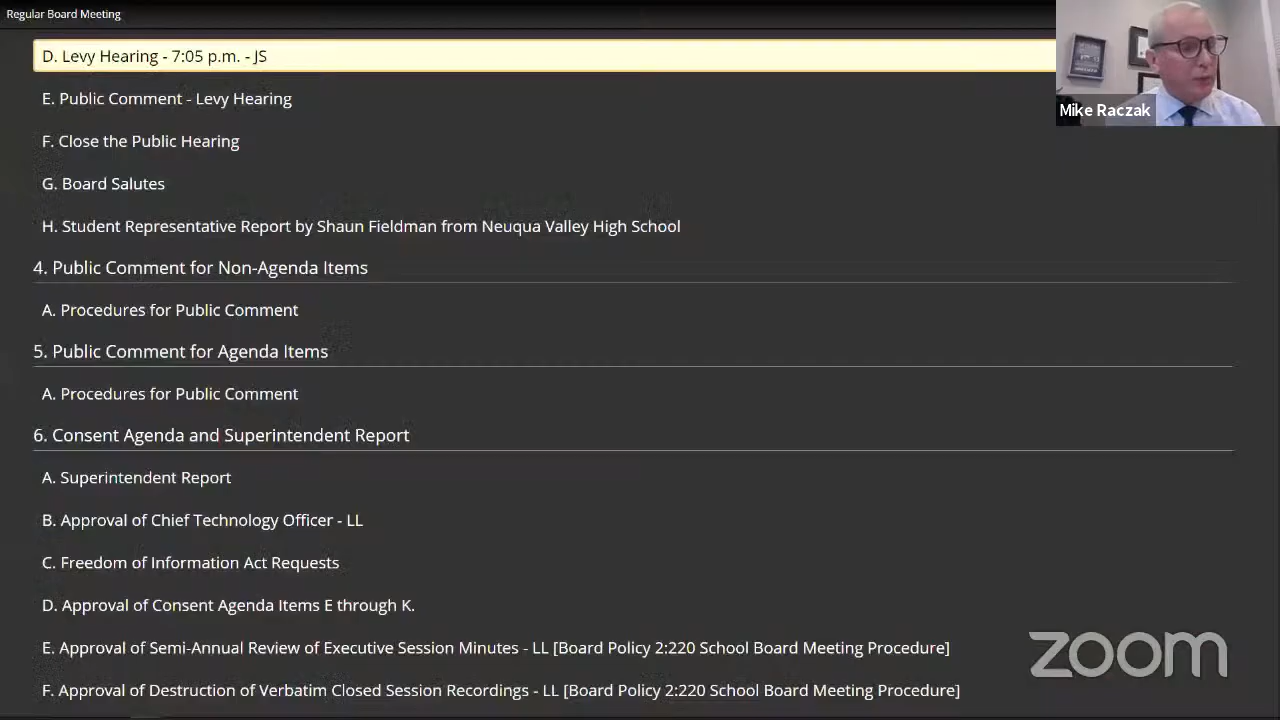 Regular Board Meeting
D. Levy Hearing - 7:05 p.m. - JS
Mike Raczak
E. Public Comment - Levy Hearing
F. Close the Public Hearing
G. Board Salutes
H. Student Representative Report by Shaun Fieldman from Neuqua Valley High School
4. Public Comment for Non-Agenda Items
A. Procedures for Public Comment
5. Public Comment for Agenda Items
A. Procedures for Public Comment
6. Consent Agenda and Superintendent Report
A. Superintendent Report
B. Approval of Chief Technology Officer - LL
C. Freedom of Information Act Requests
D. Approval of Consent Agenda Items E through K.
E. Approval of Semi-Annual Review of Executive Session Minutes - LL [Board Policy 2:220 School Board Meeting Procedure]
F. Approval of Destruction of Verbatim Closed Session Recordings - LL [Board Policy 2:220 School Board Meeting Procedure]
zoom